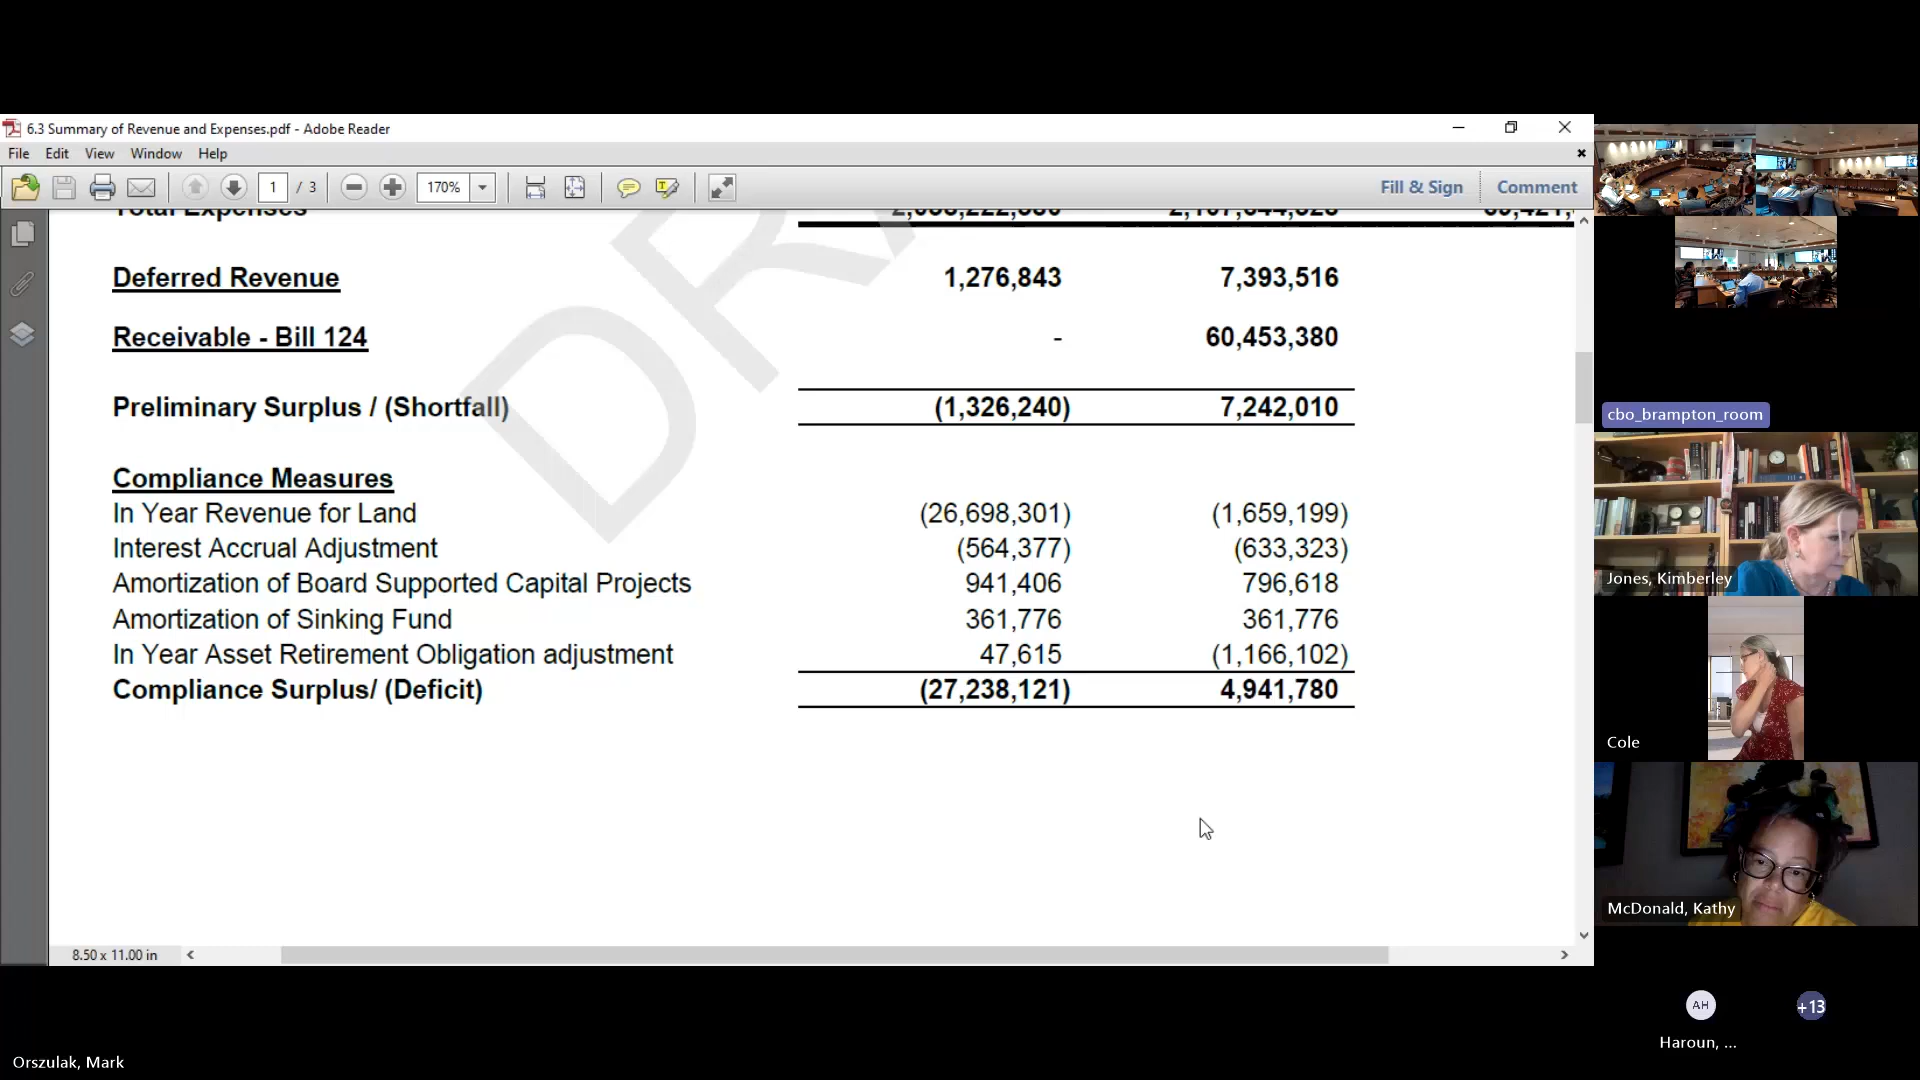 6.3 Summary of Revenue and Expenses.pdf - Adobe Reader
File Edit View Window Help
1 / 3 170% Fill & Sign Comment
Total Expenses
Deferred Revenue 1,276,843 7,393,516
Receivable - Bill 124 - 60,453,380
Preliminary Surplus / (Shortfall) (1,326,240) 7,242,010
Compliance Measures
In Year Revenue for Land (26,698,301) (1,659,199)
Interest Accrual Adjustment (564,377) (633,323)
Amortization of Board Supported Capital Projects 941,406 796,618
Amortization of Sinking Fund 361,776 361,776
In Year Asset Retirement Obligation adjustment 47,615 (1,166,102)
Compliance Surplus/ (Deficit) (27,238,121) 4,941,780
8.50 x 11.00 in
cbo_brampton_room
Jones, Kimberley
Cole
McDonald, Kathy
AH +13
Haroun, ...
Orszulak, Mark